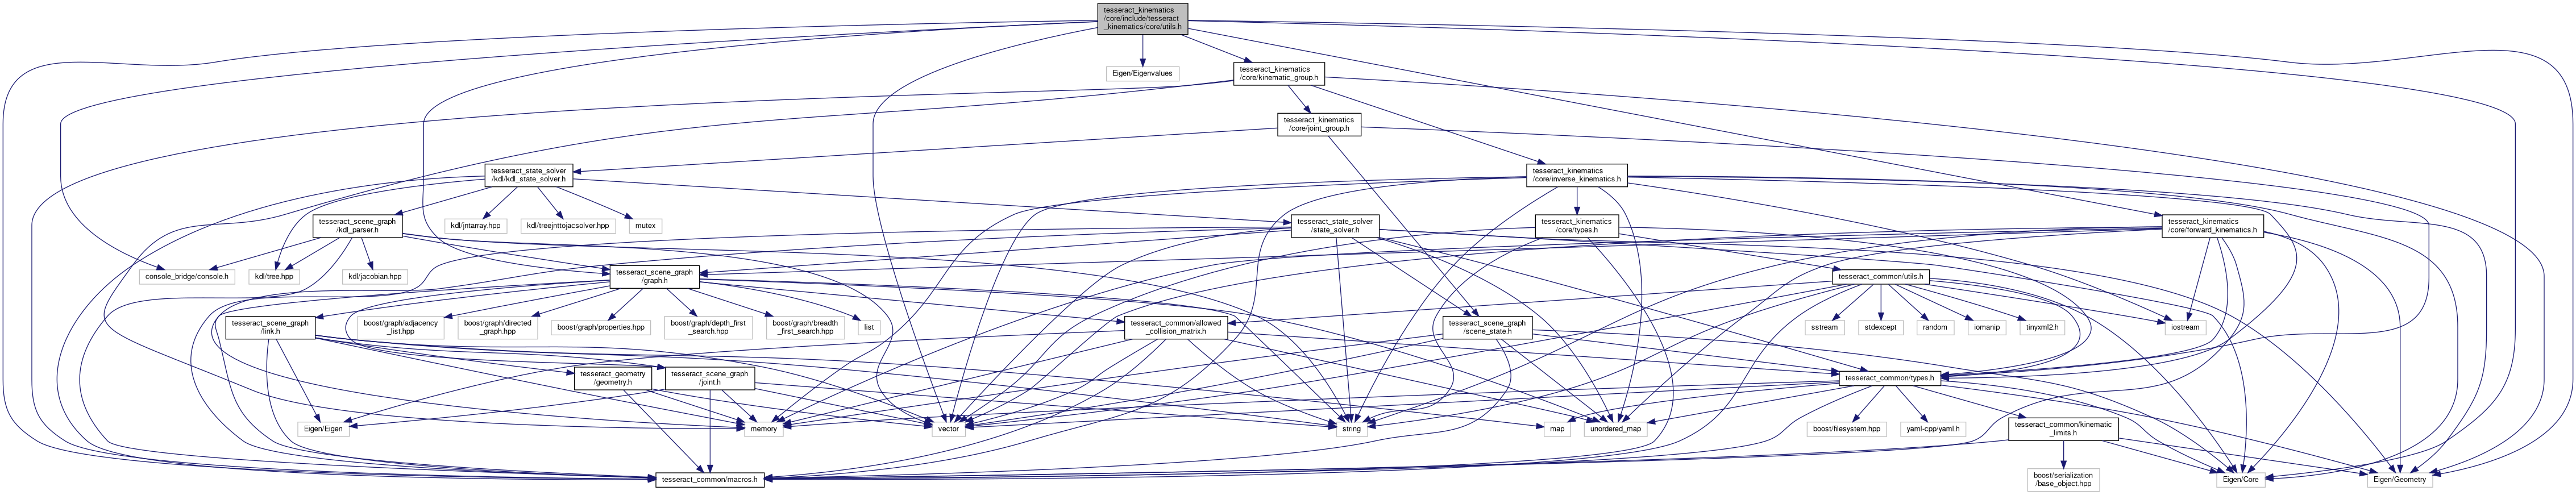 tesseract_kinematics
/core/include/tesseract
_kinematics/core/utils.h
Eigen/Eigenvalues
tesseract_kinematics
/core/kinematic_group.h
tesseract_kinematics
/core/joint_group.h
tesseract_state_solver
/kdl/kdl_state_solver.h
tesseract_kinematics
/core/inverse_kinematics.h
tesseract_scene_graph
/kdl_parser.h
kdl/jntarray.hpp
kdl/treejnttojacsolver.hpp
mutex
tesseract_state_solver
/state_solver.h
tesseract_kinematics
/core/types.h
tesseract_kinematics
/core/forward_kinematics.h
console_bridge/console.h
kdl/tree.hpp
kdl/jacobian.hpp
tesseract_scene_graph
/graph.h
tesseract_common/utils.h
tesseract_scene_graph
/link.h
boost/graph/adjacency
_list.hpp
boost/graph/directed
_graph.hpp
boost/graph/properties.hpp
boost/graph/depth_first
_search.hpp
boost/graph/breadth
_first_search.hpp
list
tesseract_common/allowed
_collision_matrix.h
tesseract_scene_graph
/scene_state.h
sstream
stdexcept
random
iomanip
tinyxml2.h
iostream
tesseract_geometry
/geometry.h
tesseract_scene_graph
/joint.h
tesseract_common/types.h
Eigen/Eigen
memory
vector
string
map
unordered_map
boost/filesystem.hpp
yaml-cpp/yaml.h
tesseract_common/kinematic
_limits.h
tesseract_common/macros.h
boost/serialization
/base_object.hpp
Eigen/Core
Eigen/Geometry